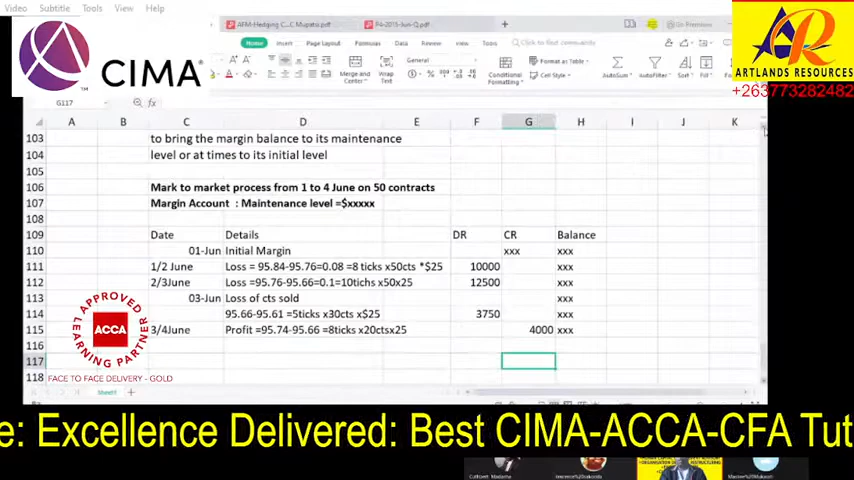 Video Subtitle Tools View Help
AFM-Hedging C...C Mupato.pdf P4-2015-Jun-Q.pdf + Go Premium
Home Insert Page Layout Formulas Data Review View Tools Click to find commands
General Format as Table
Merge and Center Wrap Text Conditional Formatting Cell Style AutoSum AutoFilter Sort Fill
CIMA
ARTLANDS RESOURCES
+263773282482
G117 fx
A B C D E F G H I J K
103 to bring the margin balance to its maintenance
104 level or at times to its initial level
105
106 Mark to market process from 1 to 4 June on 50 contracts
107 Margin Account : Maintenance level =$xxxxx
108
109 Date Details DR CR Balance
110 01-Jun Initial Margin xxx xxx
111 1/2 June Loss = 95.84-95.76=0.08 =8 ticks x50cts *$25 10000 xxx
112 2/3June Loss =95.76-95.66=0.1=10tichs x50x25 12500 xxx
113 03-Jun Loss of cts sold xxx
114 95.66-95.61 =5ticks x30cts x$25 3750 xxx
115 3/4June Profit =95.74-95.66 =8ticks x20ctsx25 4000 xxx
116
117
118
APPROVED
ACCA
LEARNING PARTNER
FACE TO FACE DELIVERY - GOLD
Sheet1 +
e: Excellence Delivered: Best CIMA-ACCA-CFA Tut